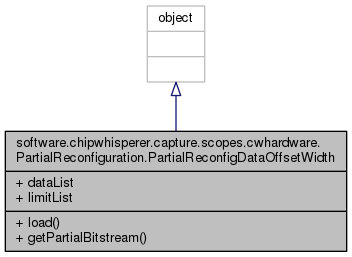 object
software.chipwhisperer.capture.scopes.cwhardware.
PartialReconfiguration.PartialReconfigDataOffsetWidth
+ dataList
+ limitList
+ load()
+ getPartialBitstream()